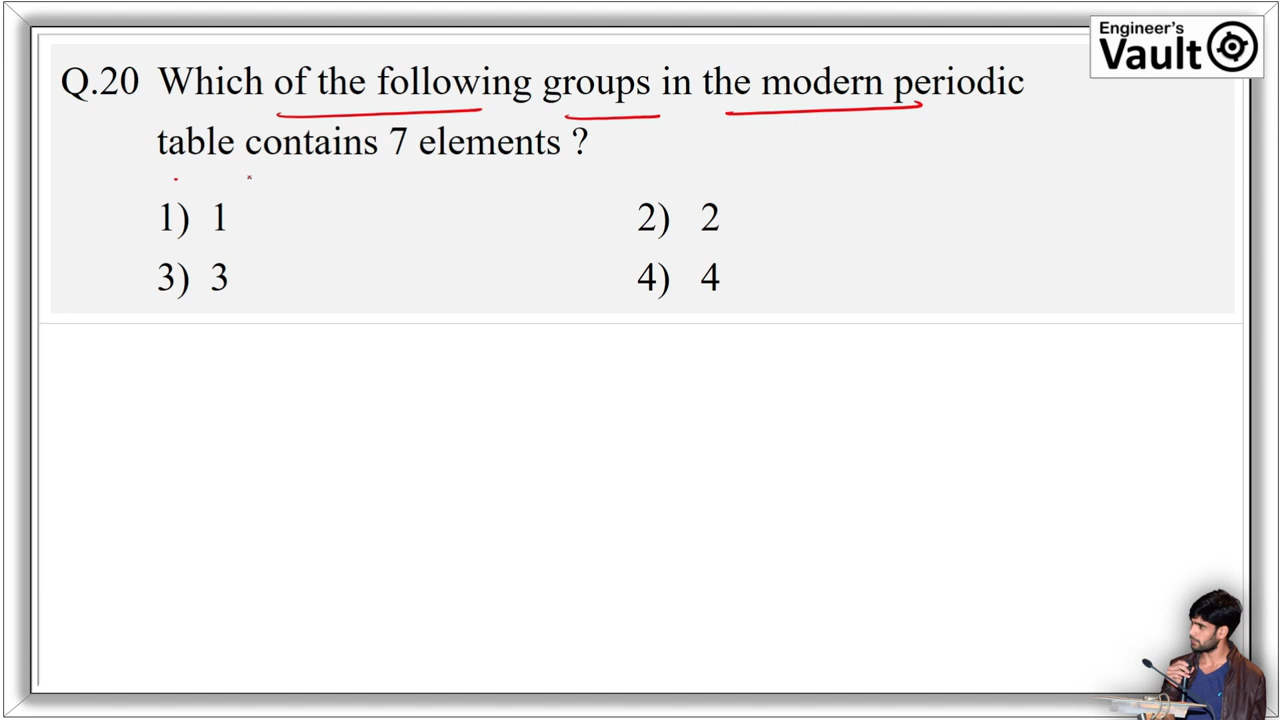 Engineer's
Vault
Q.20 Which of the following groups in the modern periodic
table contains 7 elements ?
1) 1
2) 2
3) 3
4) 4